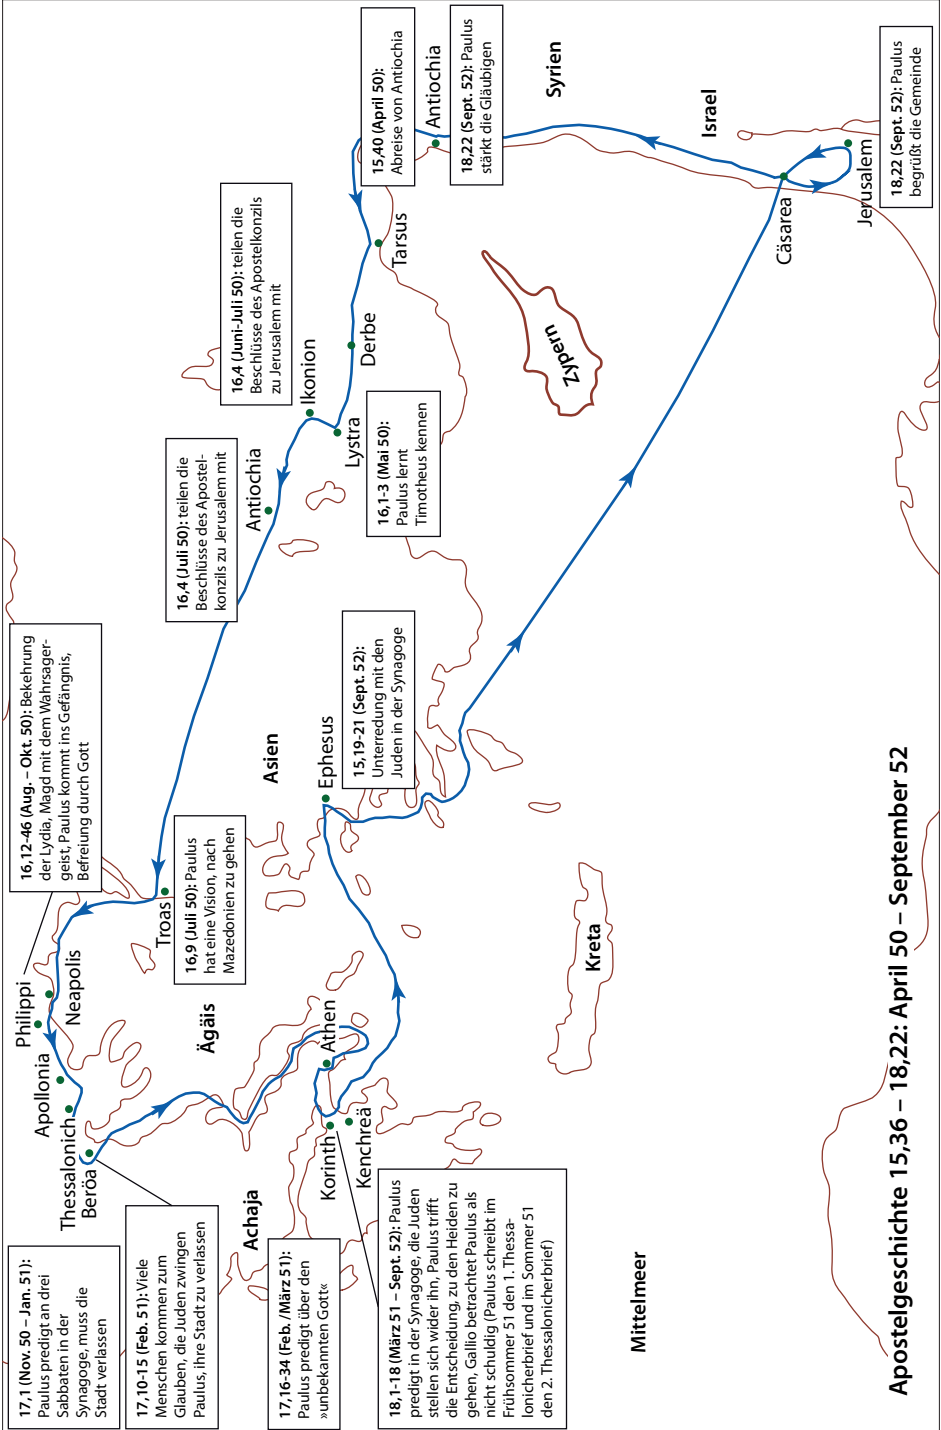 17,1 (Nov. 50 – Jan. 51):
Paulus predigt an drei
Sabbaten in der
Synagoge, muss die
Stadt verlassen
17,10-15 (Feb. 51): Viele
Menschen kommen zum
Glauben, die Juden zwingen
Paulus, ihre Stadt zu verlassen
17,16-34 (Feb. /März 51):
Paulus predigt über den
»unbekannten Gott«
18,1-18 (März 51 – Sept. 52): Paulus
predigt in der Synagoge, die Juden
stellen sich wider ihn, Paulus trifft
die Entscheidung, zu den Heiden zu
gehen, Gallio betrachtet Paulus als
nicht schuldig (Paulus schreibt im
Frühsommer 51 den 1. Thessa-
lonicherbrief und im Sommer 51
den 2. Thessalonicherbrief)
Philippi
Neapolis
Apollonia
Thessalonich
Beröa
Achaja
Ägäis
Athen
Korinth
Kenchreä
Mittelmeer
Kreta
16,12-46 (Aug. – Okt. 50): Bekehrung
der Lydia, Magd mit dem Wahrsager-
geist, Paulus kommt ins Gefängnis,
Befreiung durch Gott
Troas
16,9 (Juli 50): Paulus
hat eine Vision, nach
Mazedonien zu gehen
Asien
Ephesus
15,19-21 (Sept. 52):
Unterredung mit den
Juden in der Synagoge
16,4 (Juli 50): teilen die
Beschlüsse des Apostel-
konzils zu Jerusalem mit
Antiochia
Ikonion
Lystra
16,1-3 (Mai 50):
Paulus lernt
Timotheus kennen
16,4 (Juni-Juli 50): teilen die
Beschlüsse des Apostelkonzils
zu Jerusalem mit
Derbe
Tarsus
Zypern
15,40 (April 50):
Abreise von Antiochia
Antiochia
18,22 (Sept. 52): Paulus
stärkt die Gläubigen
Syrien
Israel
Cäsarea
Jerusalem
18,22 (Sept. 52): Paulus
begrüßt die Gemeinde
Apostelgeschichte 15,36 – 18,22: April 50 – September 52